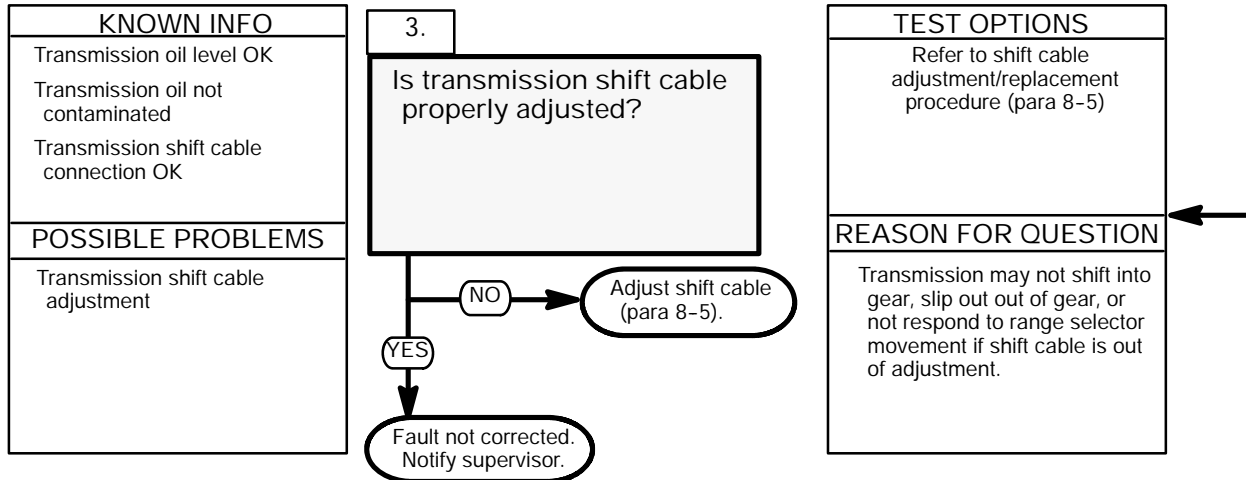 KNOWN INFO
Transmission oil level OK
Transmission oil not
contaminated
Transmission shift cable
connection OK
POSSIBLE PROBLEMS
Transmission shift cable
adjustment
3.
Is transmission shift cable
properly adjusted?
NO
Adjust shift cable
(para 8-5).
YES
Fault not corrected.
Notify supervisor.
TEST OPTIONS
Refer to shift cable
adjustment/replacement
procedure (para 8-5)
REASON FOR QUESTION
Transmission may not shift into
gear, slip out out of gear, or
not respond to range selector
movement if shift cable is out
of adjustment.